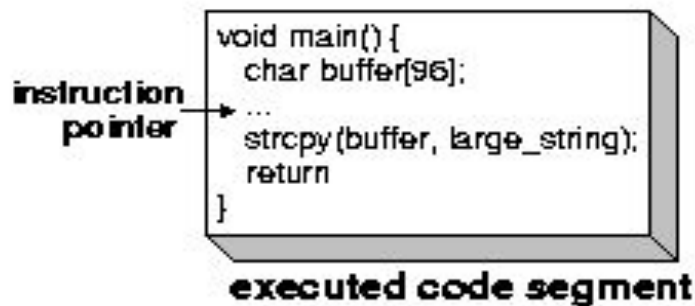 void main() {
char buffer[96];
instruction
pointer
...
strcpy(buffer, large_string);
return
}
executed code segment